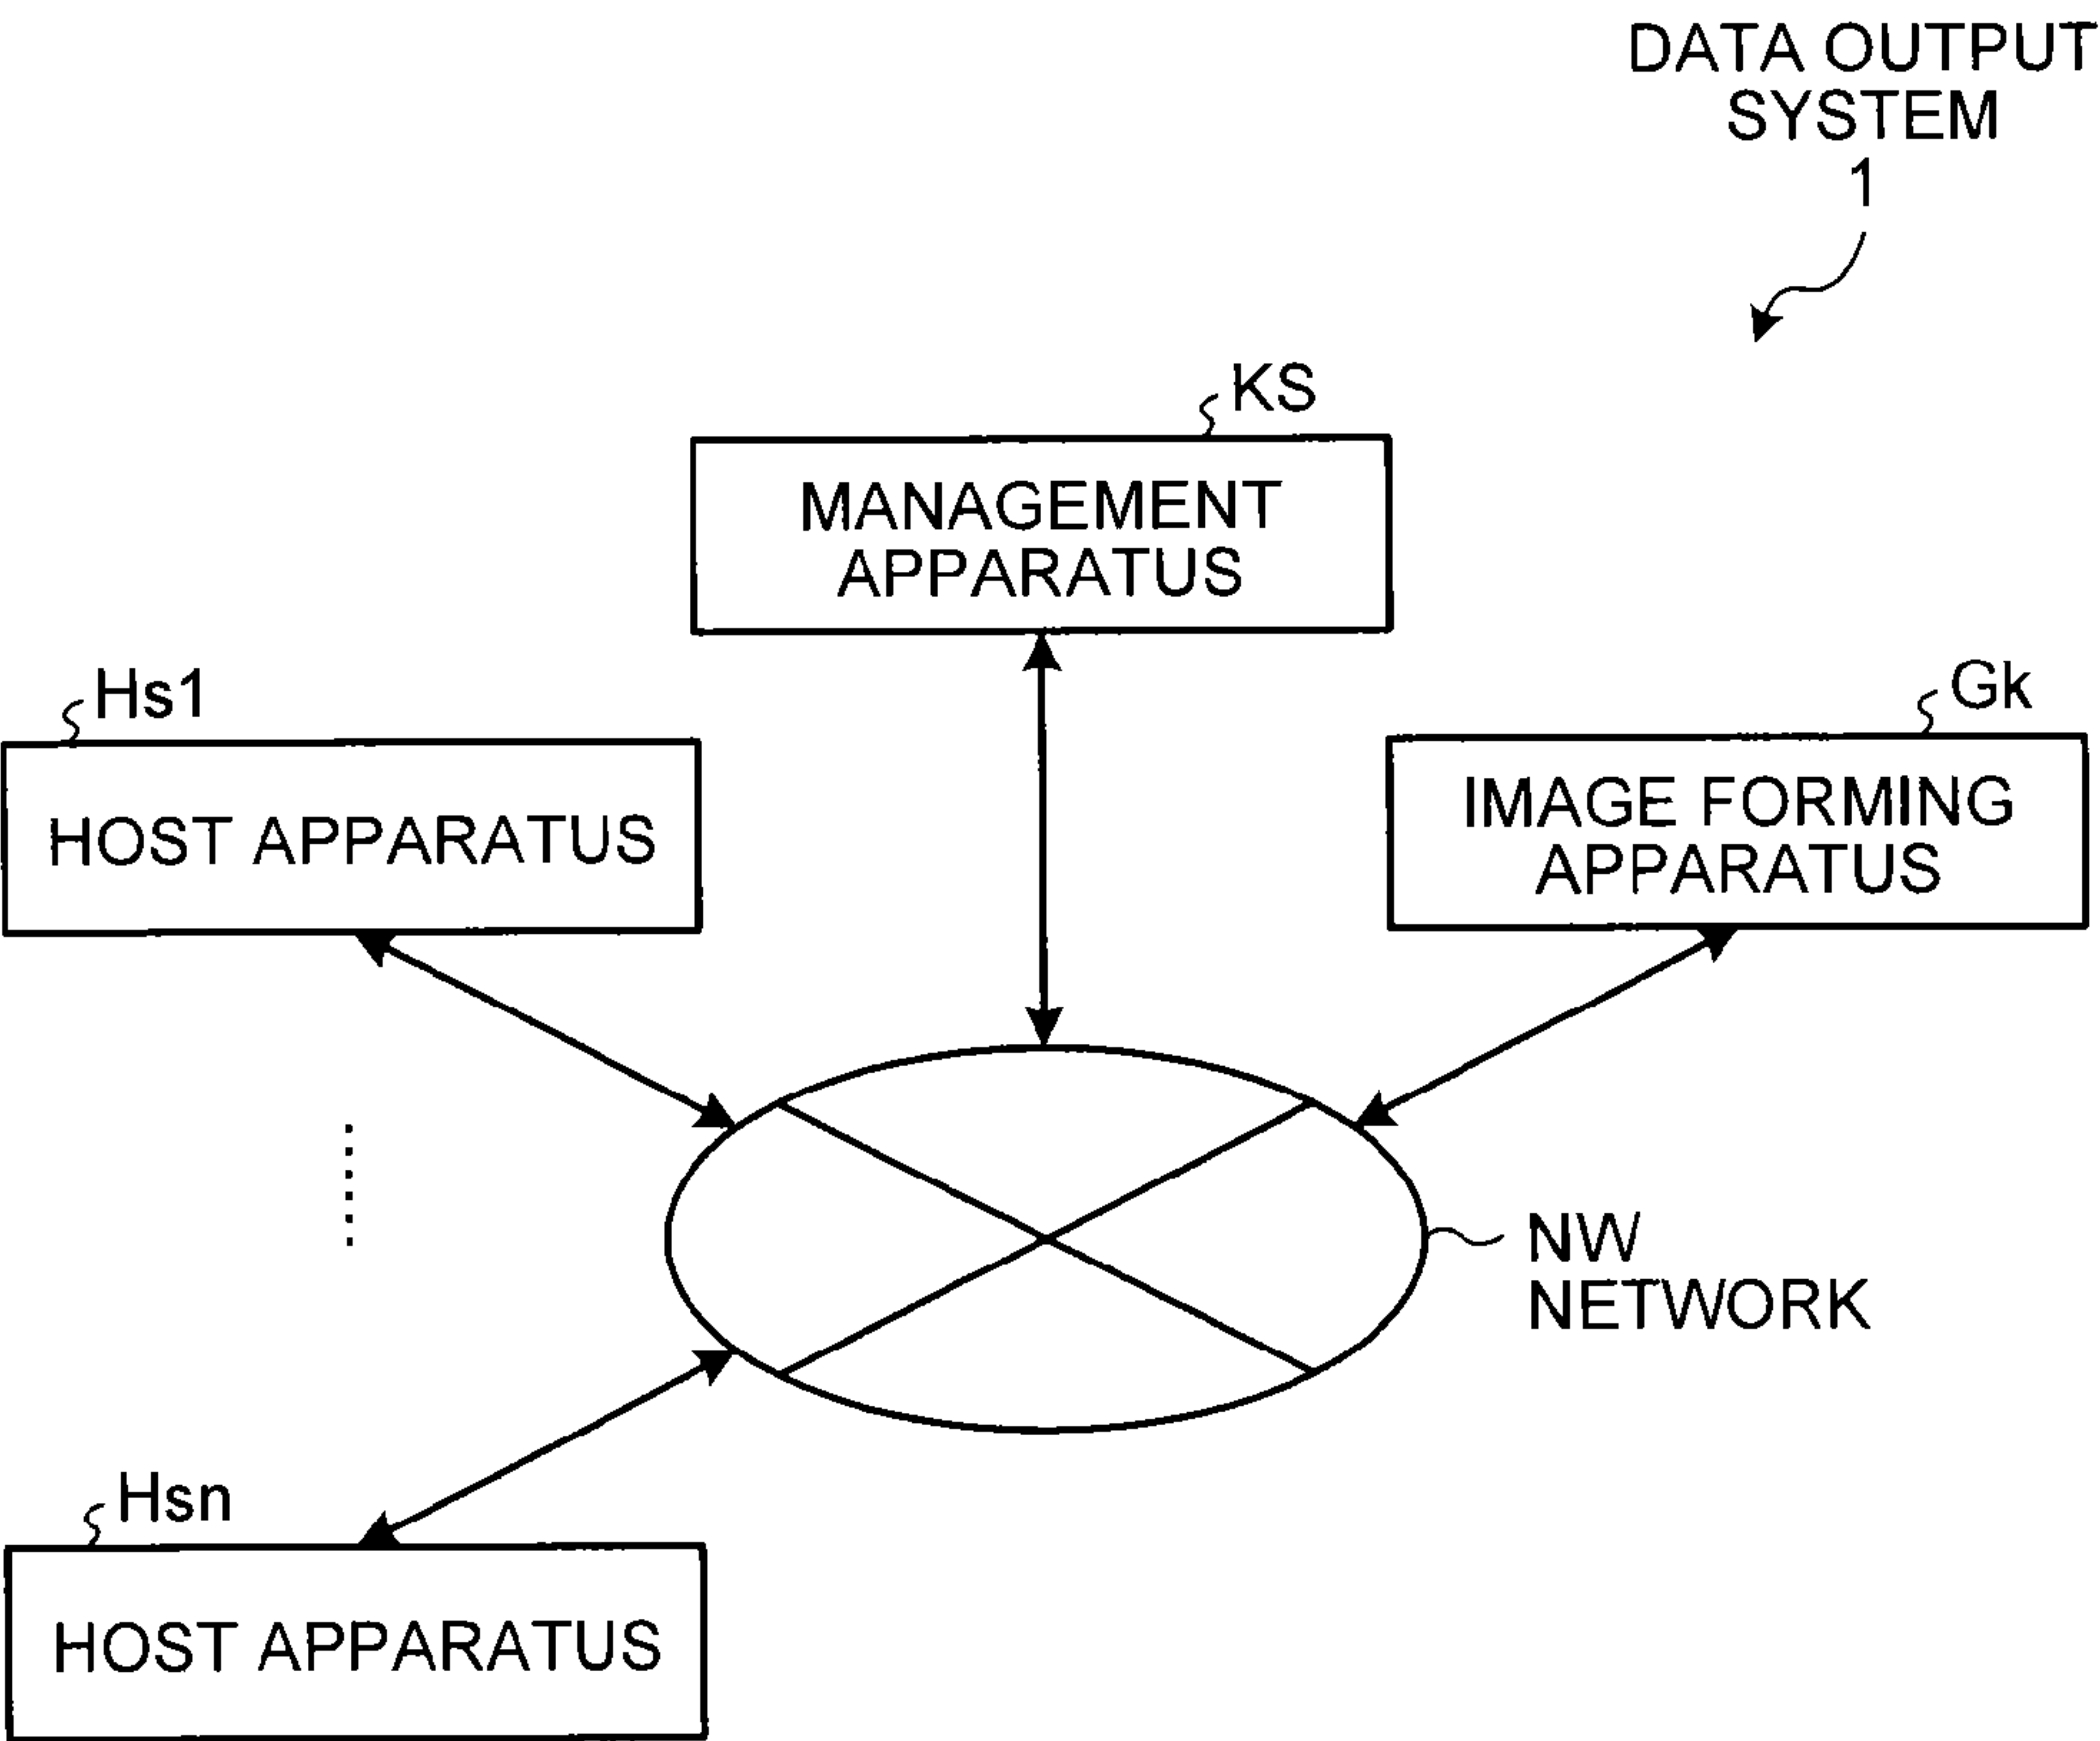 DATA OUTPUT
SYSTEM
1
KS
MANAGEMENT
APPARATUS
Hs1
HOST APPARATUS
Gk
IMAGE FORMING
APPARATUS
NW
NETWORK
Hsn
HOST APPARATUS